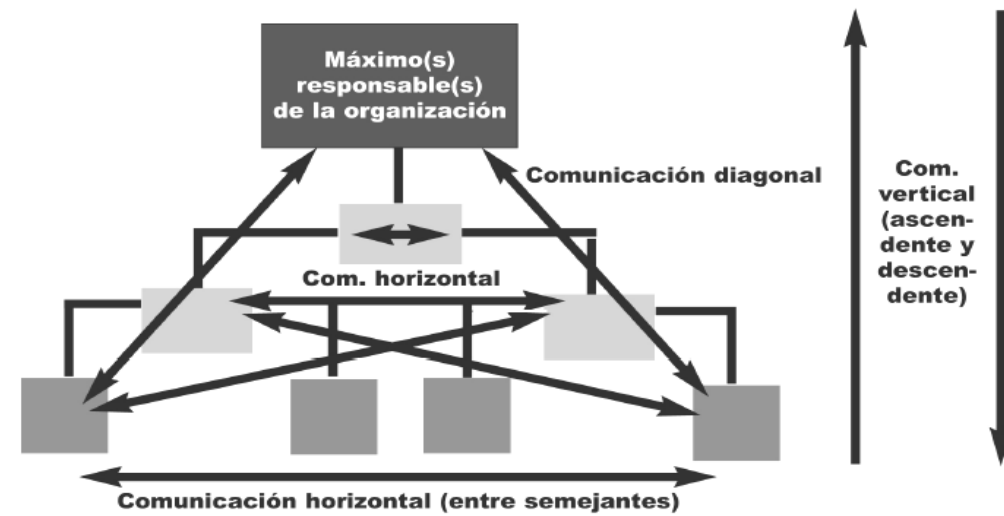 Máximo(s)
responsable(s)
de la organización
Comunicación diagonal
Com.
vertical
(ascen-
dente y
descen-
dente)
Com. horizontal
Comunicación horizontal (entre semejantes)